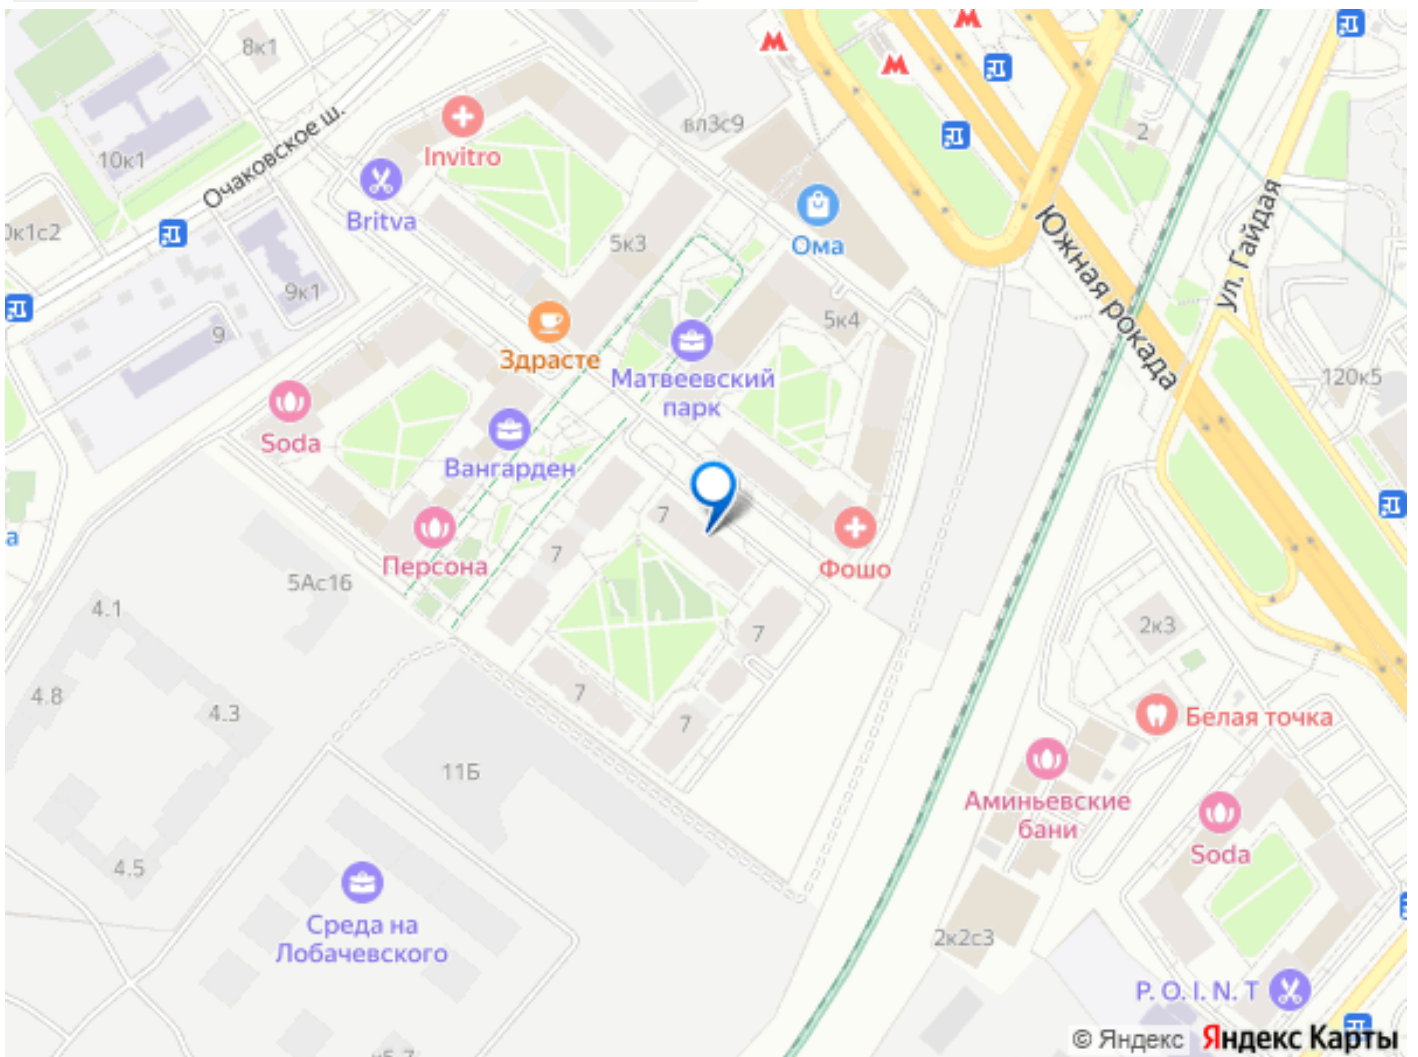 8к1
вл3с9
2
Очаковское ш.
10к1
Invitro
Britva
5к3
Ома
Южная рокада
ул. Гайдая
9к1
9
Здрасте
5к4
Матвеевский
парк
120к5
Soda
Вангарден
7
7
Персона
Фошо
5Ас16
4.1
7
2к3
4.8
4.3
7
7
Белая точка
11Б
Аминьевские
бани
Soda
4.5
Среда на
Лобачевского
2к2с3
P. O. I. N. T
© Яндекс
Яндекс Карты